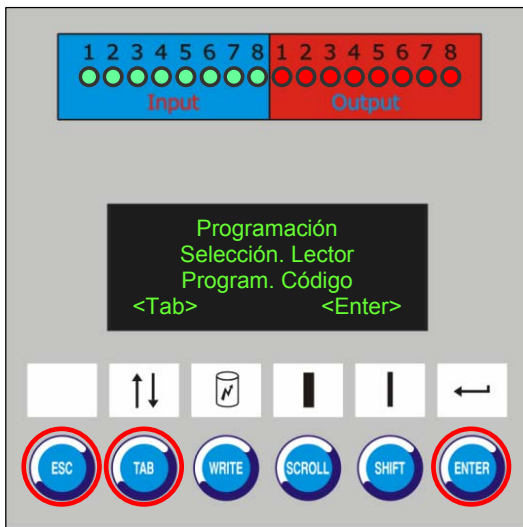 1 2 3 4 5 6 7 8 1 2 3 4 5 6 7 8
Input Output
Programación
Selección. Lector
Program. Código
<Tab> <Enter>
ESC TAB WRITE SCROLL SHIFT ENTER